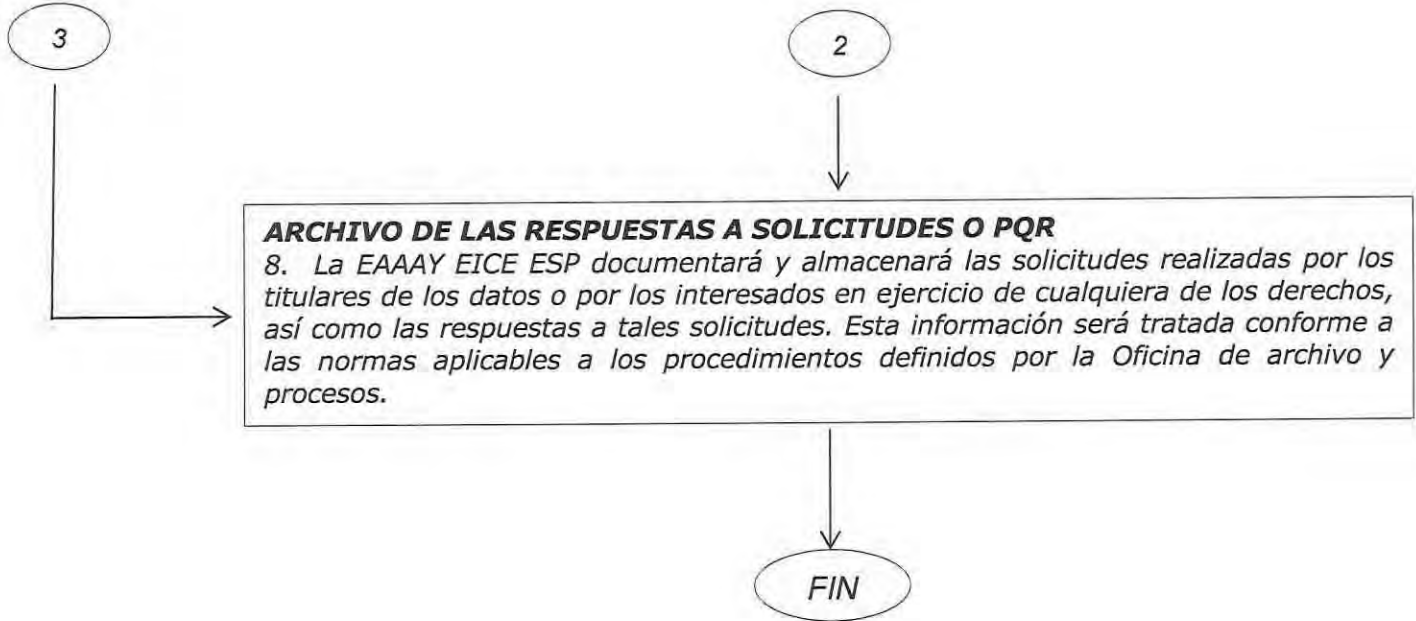 3
2
ARCHIVO DE LAS RESPUESTAS A SOLICITUDES O PQR
8. La EAAAY EICE ESP documentará y almacenará las solicitudes realizadas por los
titulares de los datos o por los interesados en ejercicio de cualquiera de los derechos,
así como las respuestas a tales solicitudes. Esta información será tratada conforme a
las normas aplicables a los procedimientos definidos por la Oficina de archivo y
procesos.
FIN